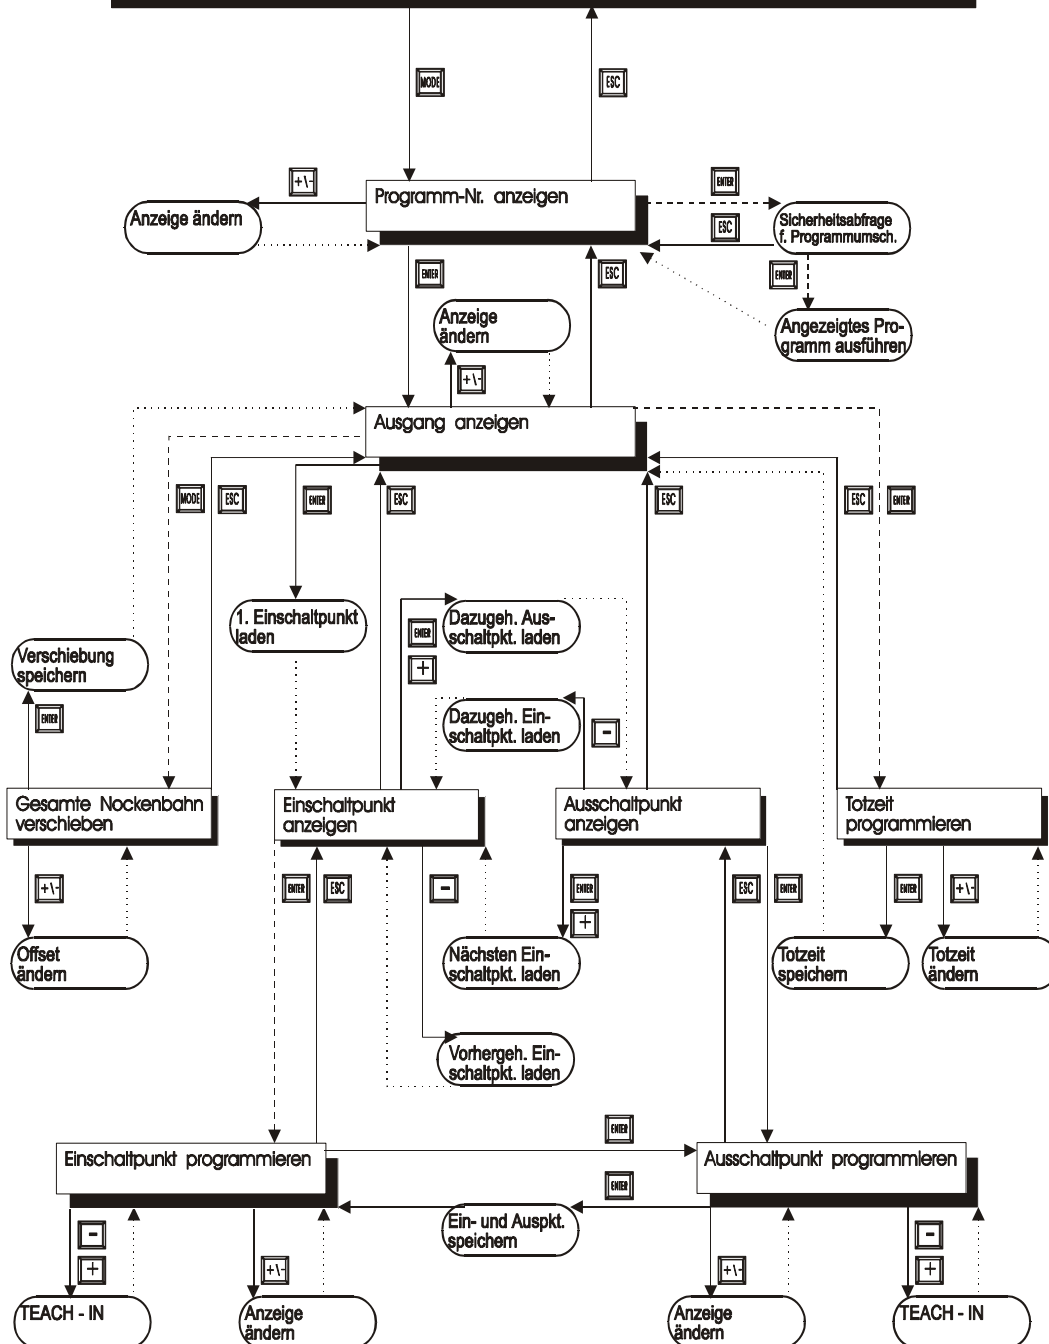 MODE
ESC
+\-
Programm-Nr. anzeigen
ENTER
Anzeige ändern
ESC
Sicherheitsabfrage
f. Programmumsch.
ENTER
ESC
ENTER
Anzeige
ändern
Angezeigtes Pro-
gramm ausführen
+\-
Ausgang anzeigen
MODE
ESC
ENTER
ESC
ESC
ESC
ENTER
1. Einschaltpunkt
laden
Dazugeh. Aus-
schaltpkt. laden
ENTER
+
Verschiebung
speichern
ENTER
Dazugeh. Ein-
schaltpkt. laden
-
Gesamte Nockenbahn
verschieben
Einschaltpunkt
anzeigen
Ausschaltpunkt
anzeigen
Totzeit
programmieren
+\-
ENTER
ESC
-
ENTER
+
ESC
ENTER
ENTER
+\-
Offset
ändern
Nächsten Ein-
schaltpkt. laden
Totzeit
speichern
Totzeit
ändern
Vorhergeh. Ein-
schaltpkt. laden
ENTER
Einschaltpunkt programmieren
Ausschaltpunkt programmieren
ENTER
Ein- und Auspkt.
speichern
-
+
+\-
+\-
-
+
TEACH - IN
Anzeige
ändern
Anzeige
ändern
TEACH - IN